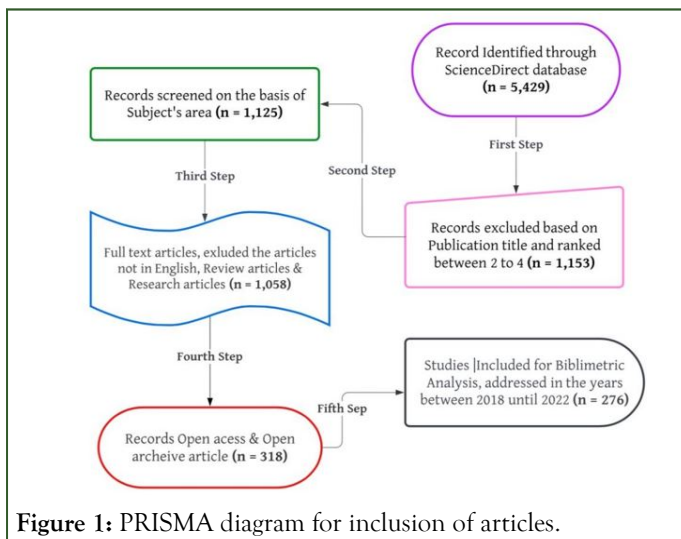 Record Identified through
ScienceDirect database
(n = 5,429)
First Step
Records excluded based on
Publication title and ranked
between 2 to 4 (n = 1,153)
Second Step
Records screened on the basis of
Subject's area (n = 1,125)
Third Step
Full text articles, exluded the articles
not in English, Review articles &
Research articles (n = 1,058)
Fourth Step
Records Open acess & Open
archeive article (n = 318)
Fifth Sep
Studies |Included for Biblimetric
Analysis, addressed in the years
between 2018 until 2022 (n = 276)
Figure 1: PRISMA diagram for inclusion of articles.